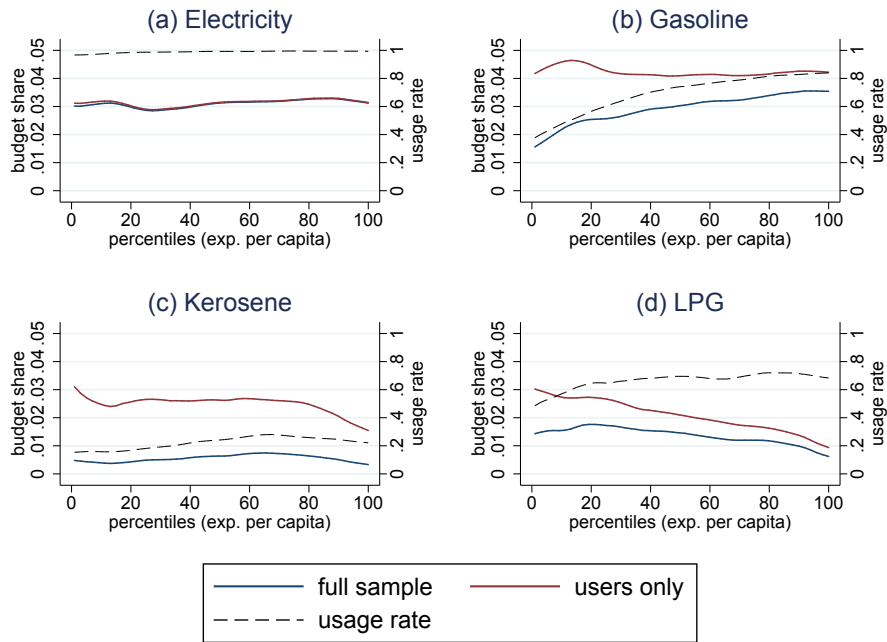 (a) Electricity
budget share
0 .01 .02 .03 .04 .05
usage rate
0 .2 .4 .6 .8 1
0 20 40 60 80 100
percentiles (exp. per capita)
(b) Gasoline
budget share
0 .01 .02 .03 .04 .05
usage rate
0 .2 .4 .6 .8 1
0 20 40 60 80 100
percentiles (exp. per capita)
(c) Kerosene
budget share
0 .01 .02 .03 .04 .05
usage rate
0 .2 .4 .6 .8 1
0 20 40 60 80 100
percentiles (exp. per capita)
(d) LPG
budget share
0 .01 .02 .03 .04 .05
usage rate
0 .2 .4 .6 .8 1
0 20 40 60 80 100
percentiles (exp. per capita)
full sample
users only
usage rate